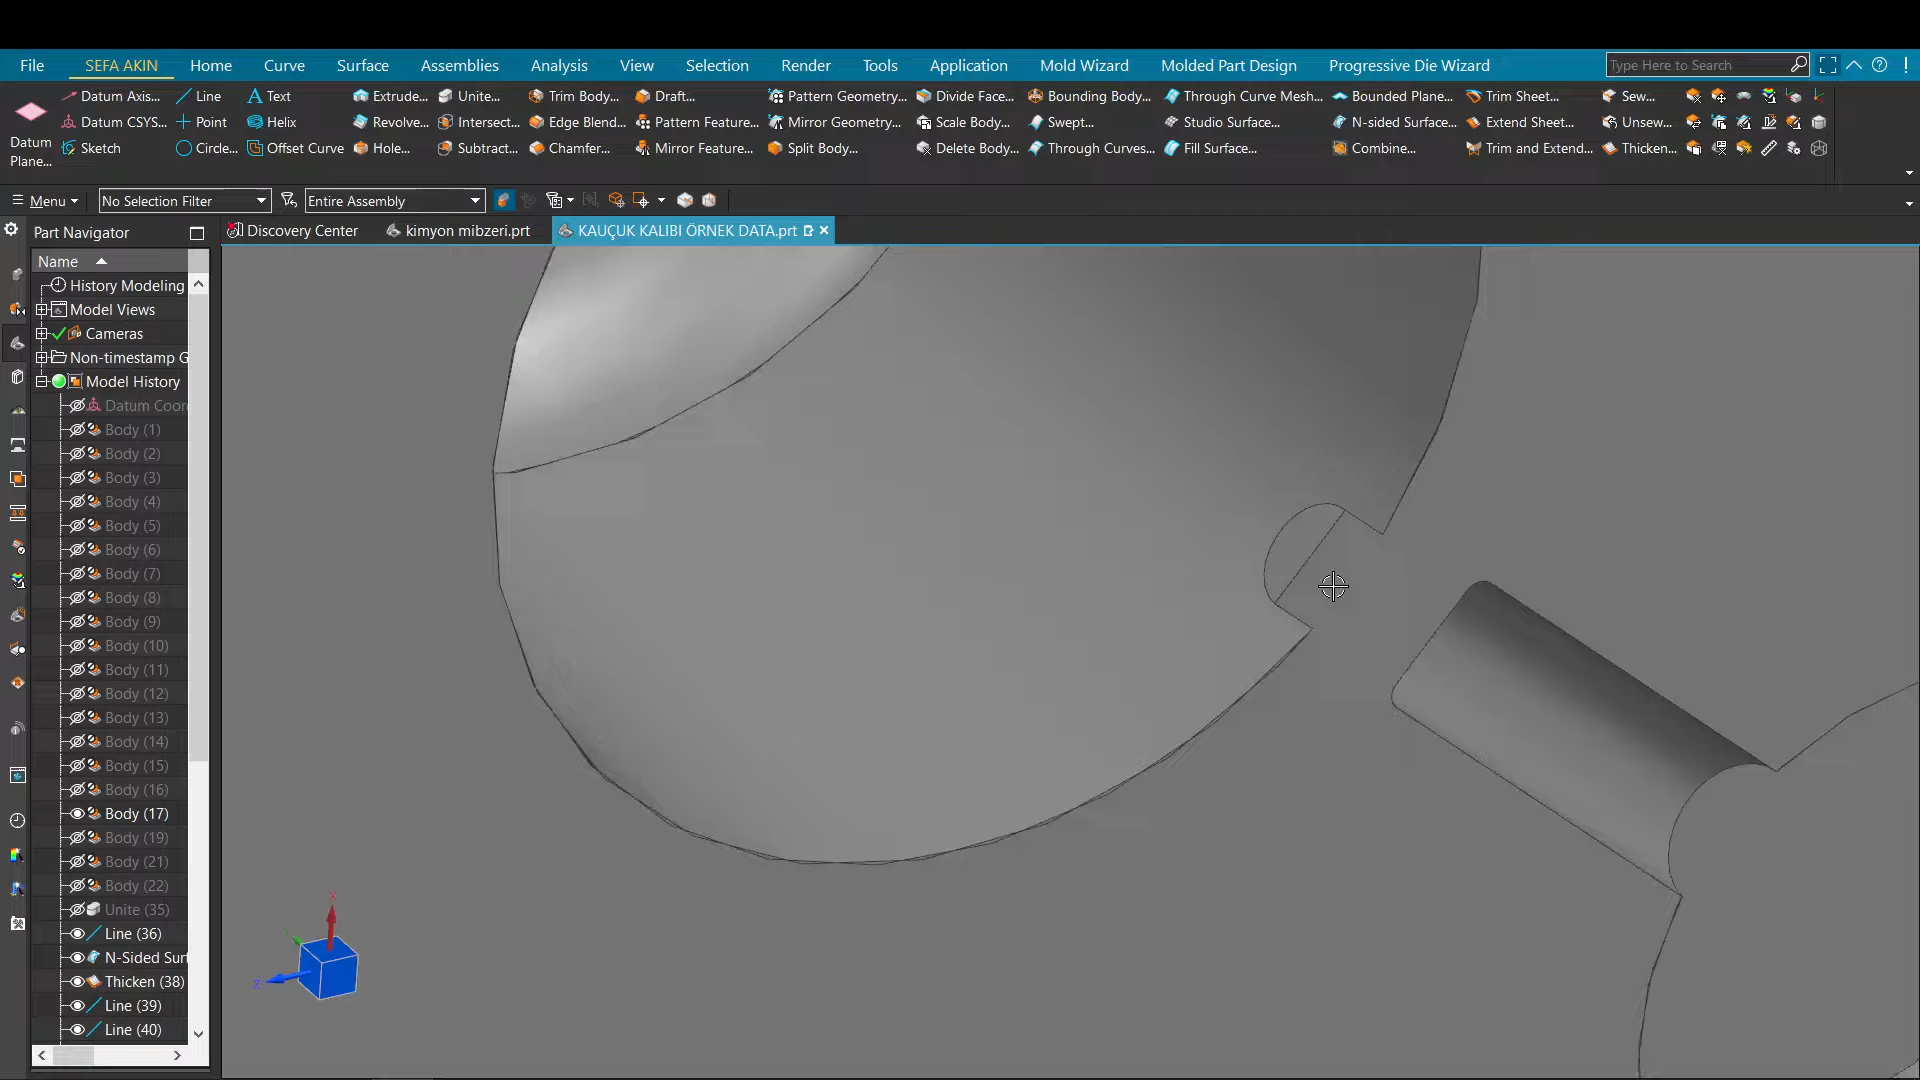 File SEFA AKIN Home Curve Surface Assemblies Analysis View Selection Render Tools Application Mold Wizard Molded Part Design Progressive Die Wizard Type Here to Search
Datum Axis... Line Text Extrude... Unite... Trim Body... Draft... Pattern Geometry... Divide Face... Bounding Body... Through Curve Mesh... Bounded Plane... Trim Sheet... Sew...
Datum CSYS... Point Helix Revolve... Intersect... Edge Blend... Pattern Feature... Mirror Geometry... Scale Body... Swept... Studio Surface... N-sided Surface... Extend Sheet... Unsew...
Datum Plane... Sketch Circle... Offset Curve Hole... Subtract... Chamfer... Mirror Feature... Split Body... Delete Body... Through Curves... Fill Surface... Combine... Trim and Extend... Thicken...
Menu No Selection Filter Entire Assembly
Part Navigator Discovery Center kimyon mibzeri.prt KAUÇUK KALIBI ÖRNEK DATA.prt
Name
History Modeling
Model Views
Cameras
Non-timestamp G
Model History
Datum Coor
Body (1)
Body (2)
Body (3)
Body (4)
Body (5)
Body (6)
Body (7)
Body (8)
Body (9)
Body (10)
Body (11)
Body (12)
Body (13)
Body (14)
Body (15)
Body (16)
Body (17)
Body (19)
Body (21)
Body (22)
Unite (35)
Line (36)
N-Sided Surf
Thicken (38)
Line (39)
Line (40)
X
Y
Z